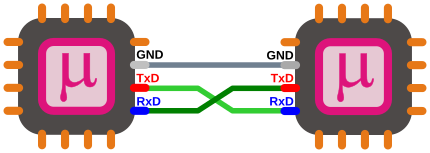 GND GND
TxD TxD
RxD RxD
μ μ